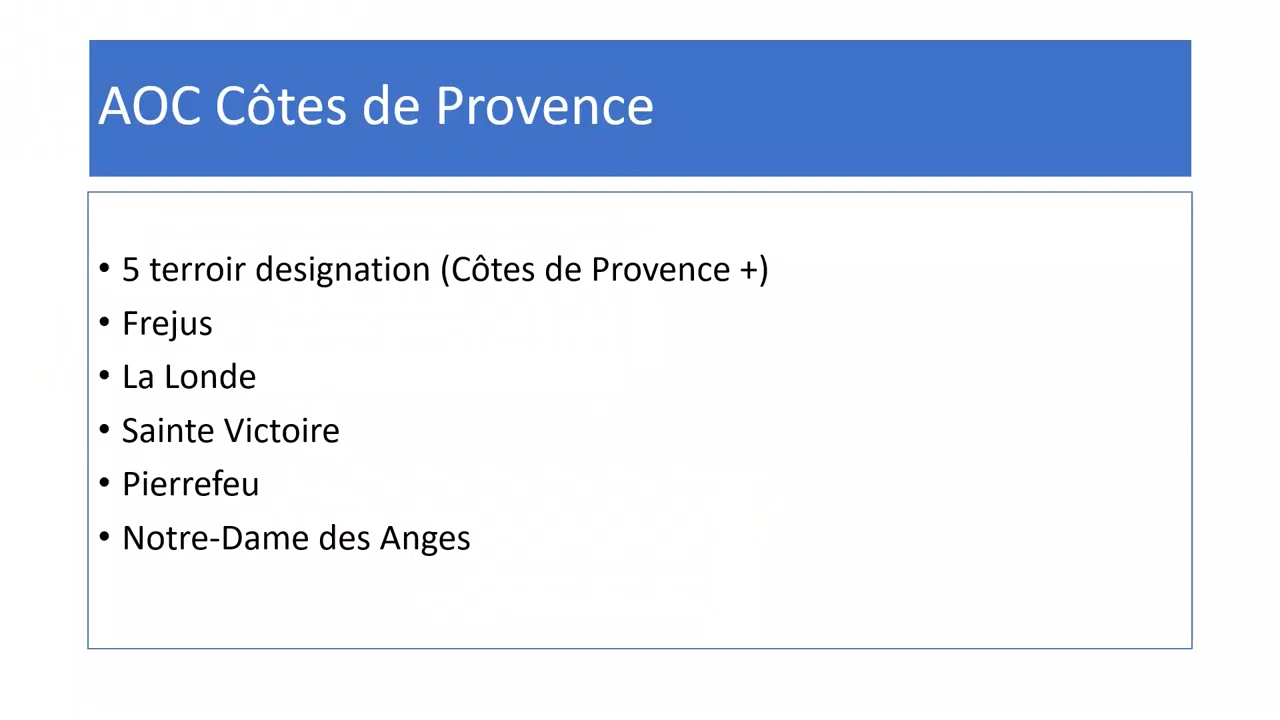 AOC Côtes de Provence
• 5 terroir designation (Côtes de Provence +)
• Frejus
• La Londe
• Sainte Victoire
• Pierrefeu
• Notre-Dame des Anges